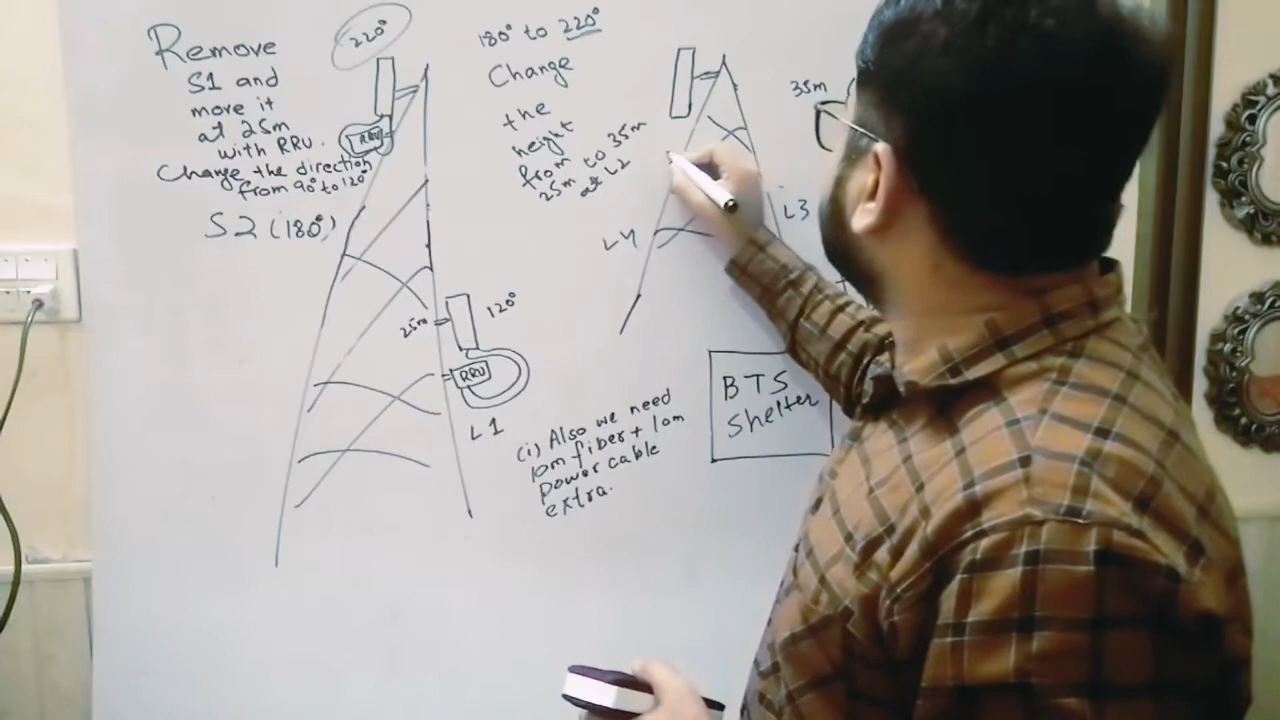 Remove
S1 and
move it
at 25m
with RRU.
Change the direction
from 90° to 120°
S2 (180°)
220°
RRU
25m
120°
RRU
L1
180° to 220°
Change
the
height
from
25m to 35m
at L2
(i) Also we need
10m fiber + 10m
power cable
extra.
L4
L3
35m
BTS
Shelter